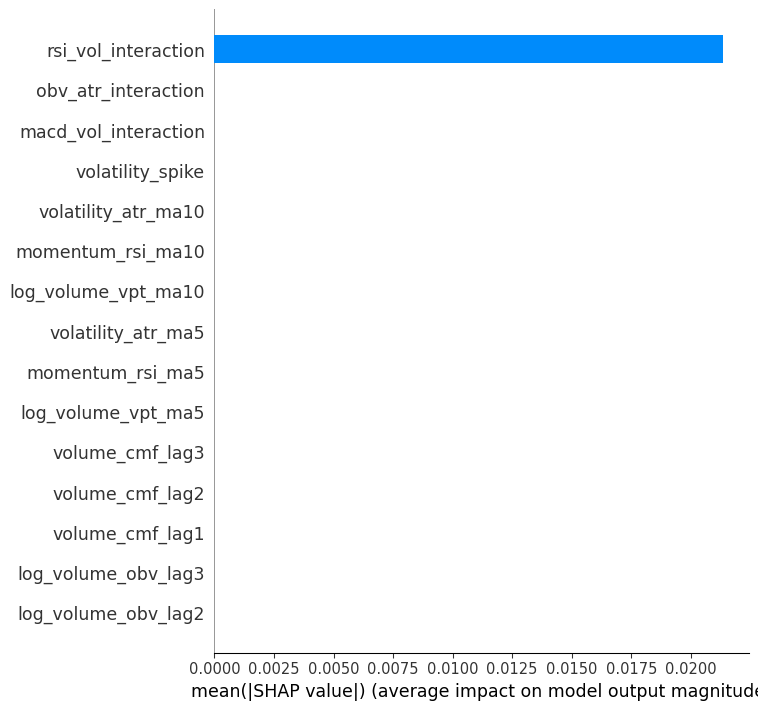 rsi_vol_interaction
obv_atr_interaction
macd_vol_interaction
volatility_spike
volatility_atr_ma10
momentum_rsi_ma10
log_volume_vpt_ma10
volatility_atr_ma5
momentum_rsi_ma5
log_volume_vpt_ma5
volume_cmf_lag3
volume_cmf_lag2
volume_cmf_lag1
log_volume_obv_lag3
log_volume_obv_lag2
0.0000 0.0025 0.0050 0.0075 0.0100 0.0125 0.0150 0.0175 0.0200
mean(|SHAP value|) (average impact on model output magnitude